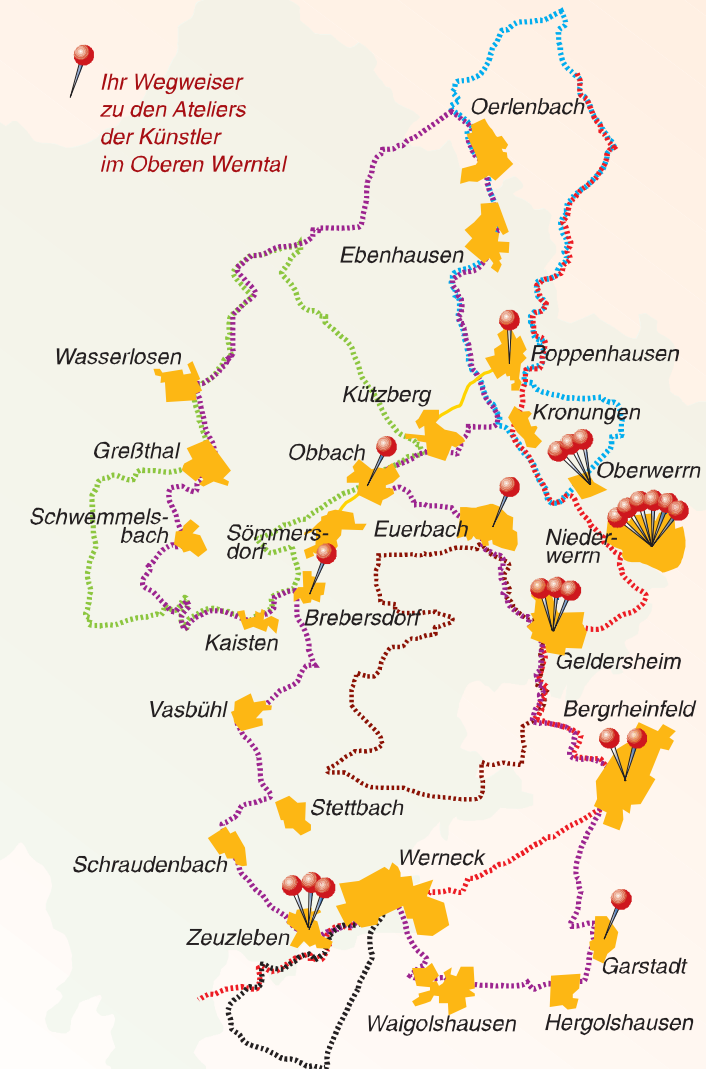 Ihr Wegweiser
zu den Ateliers
der Künstler
im Oberen Werntal
Oerlenbach
Ebenhausen
Wasserlosen
Poppenhausen
Kützberg
Kronungen
Greßthal
Obbach
Oberwerrn
Schwemmels-
bach
Sömmers-
dorf
Euerbach
Nieder-
werrn
Brebersdorf
Kaisten
Geldersheim
Vasbühl
Bergrheinfeld
Stettbach
Schraudenbach
Werneck
Zeuzleben
Garstadt
Waigolshausen
Hergolshausen